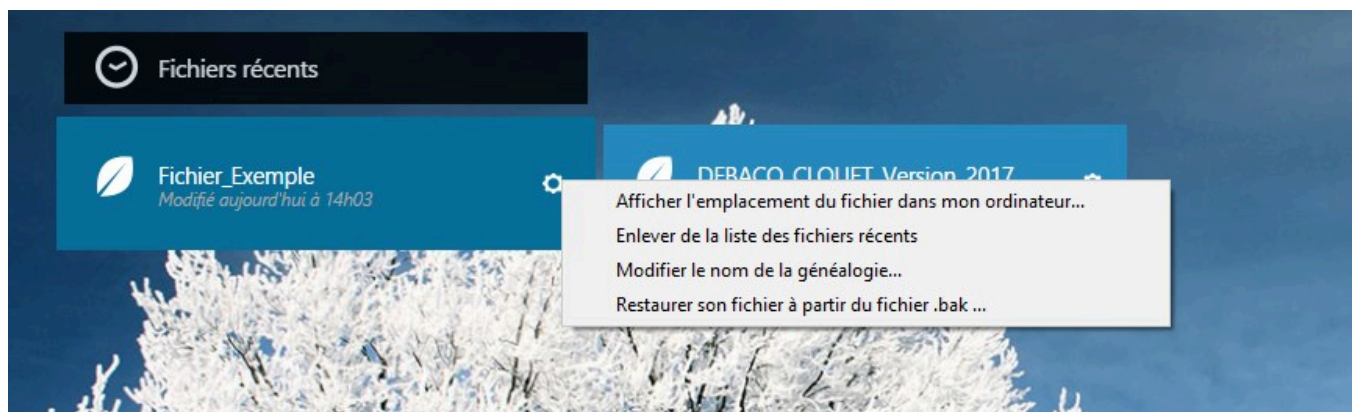 Fichiers récents
Fichier_Exemple
Modifié aujourd'hui à 14h03
DEBACQ_CLOUET_Version_2017
Afficher l'emplacement du fichier dans mon ordinateur...
Enlever de la liste des fichiers récents
Modifier le nom de la généalogie...
Restaurer son fichier à partir du fichier .bak ...